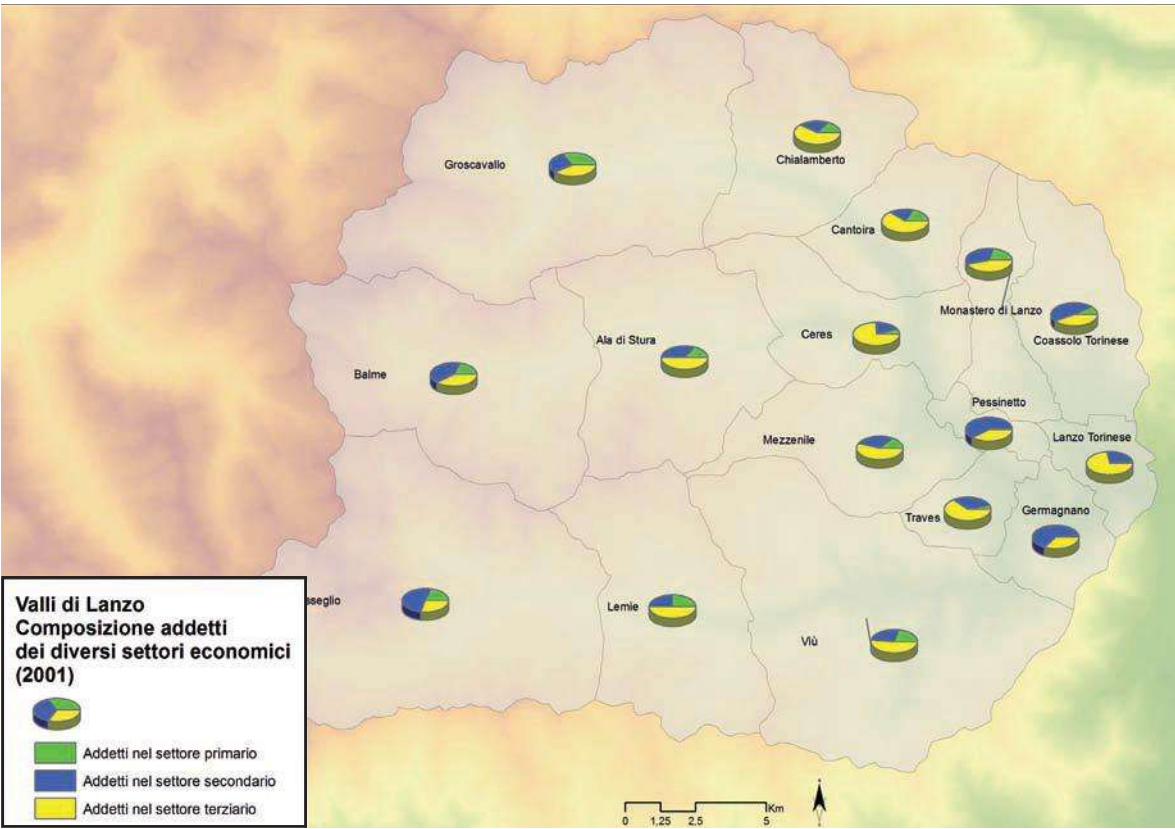 Chialamberto
Groscavallo
Cantoira
Monastero di Lanzo
Ceres
Ala di Stura
Coassolo Torinese
Balme
Pessinetto
Mezzenile
Lanzo Torinese
Traves
Germagnano
sseglio
Lemie
Viù
Valli di Lanzo
Composizione addetti
dei diversi settori economici
(2001)
Addetti nel settore primario
Addetti nel settore secondario
Addetti nel settore terziario
Km
0 1,25 2,5 5